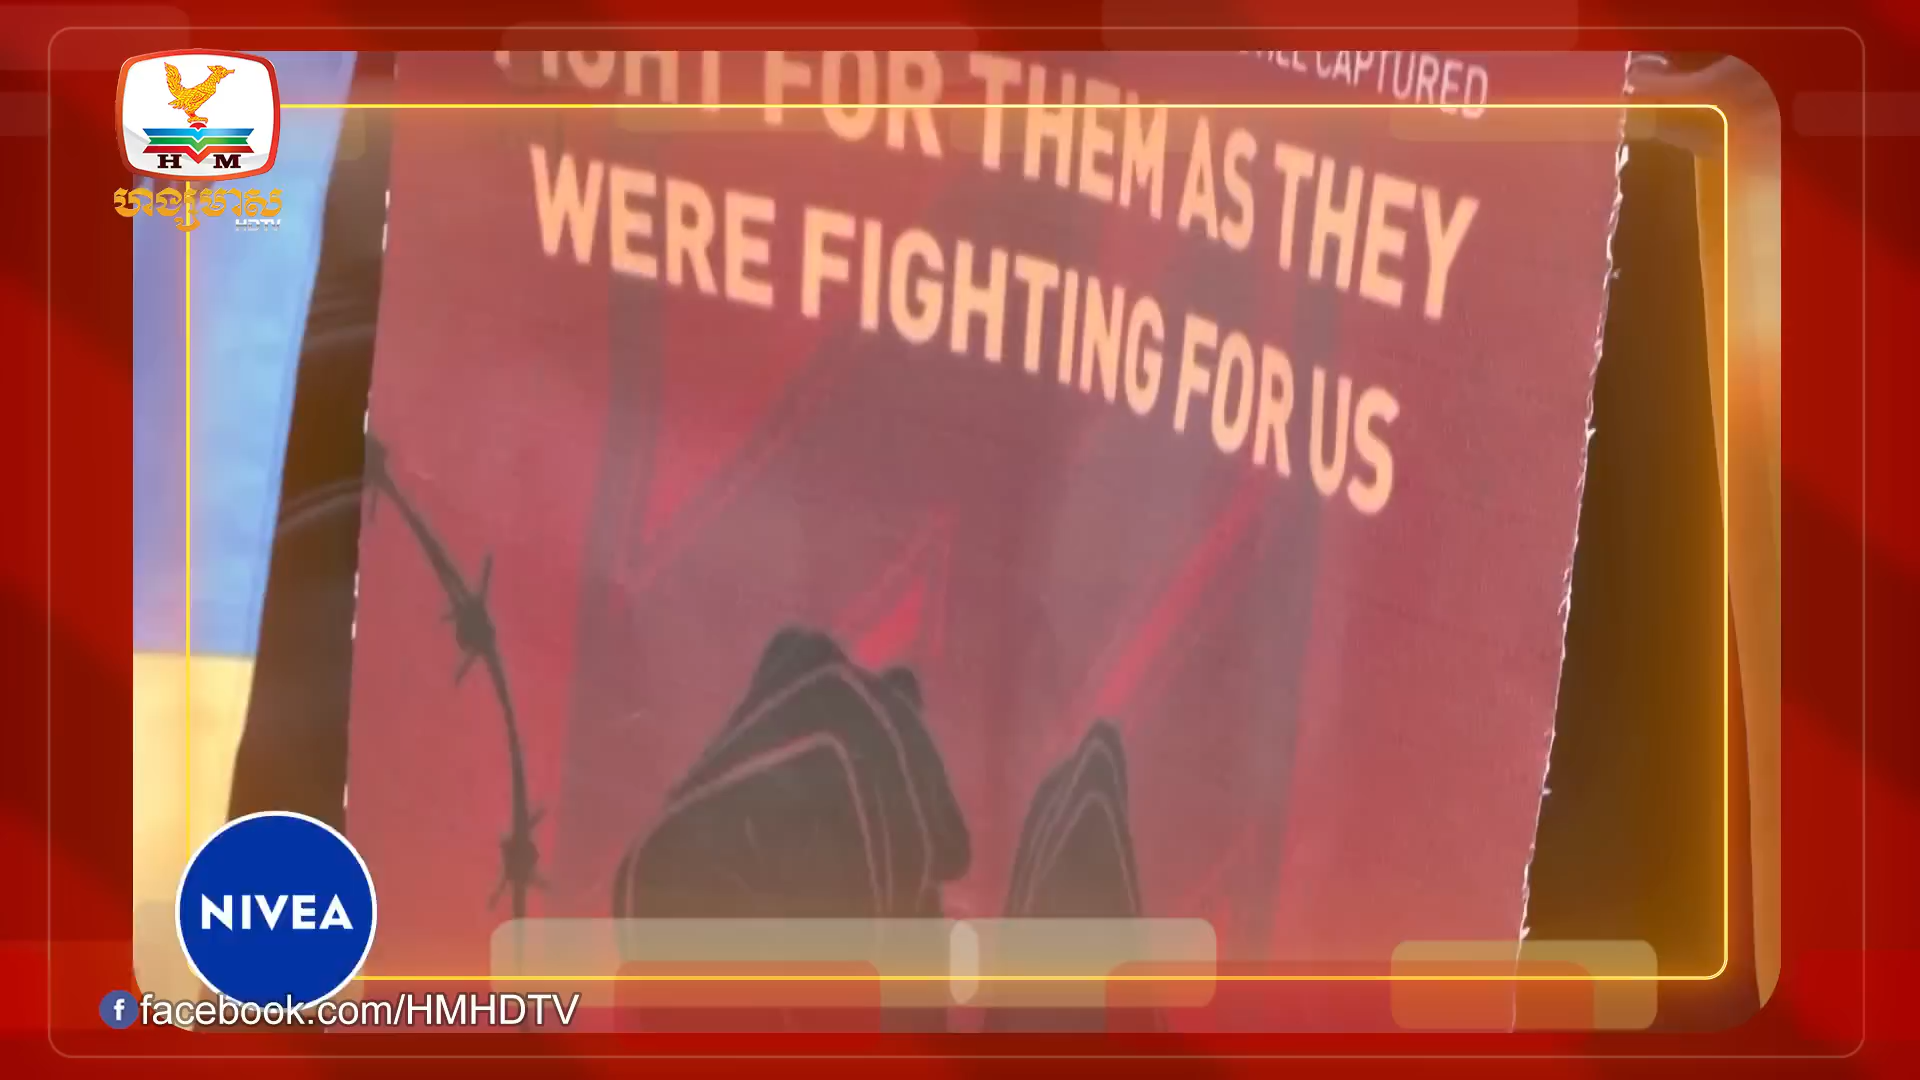 CAPTURED
FIGHT FOR THEM AS THEY
WERE FIGHTING FOR US
H M
ហង្សមាស
HDTV
NIVEA
facebook.com/HMHDTV